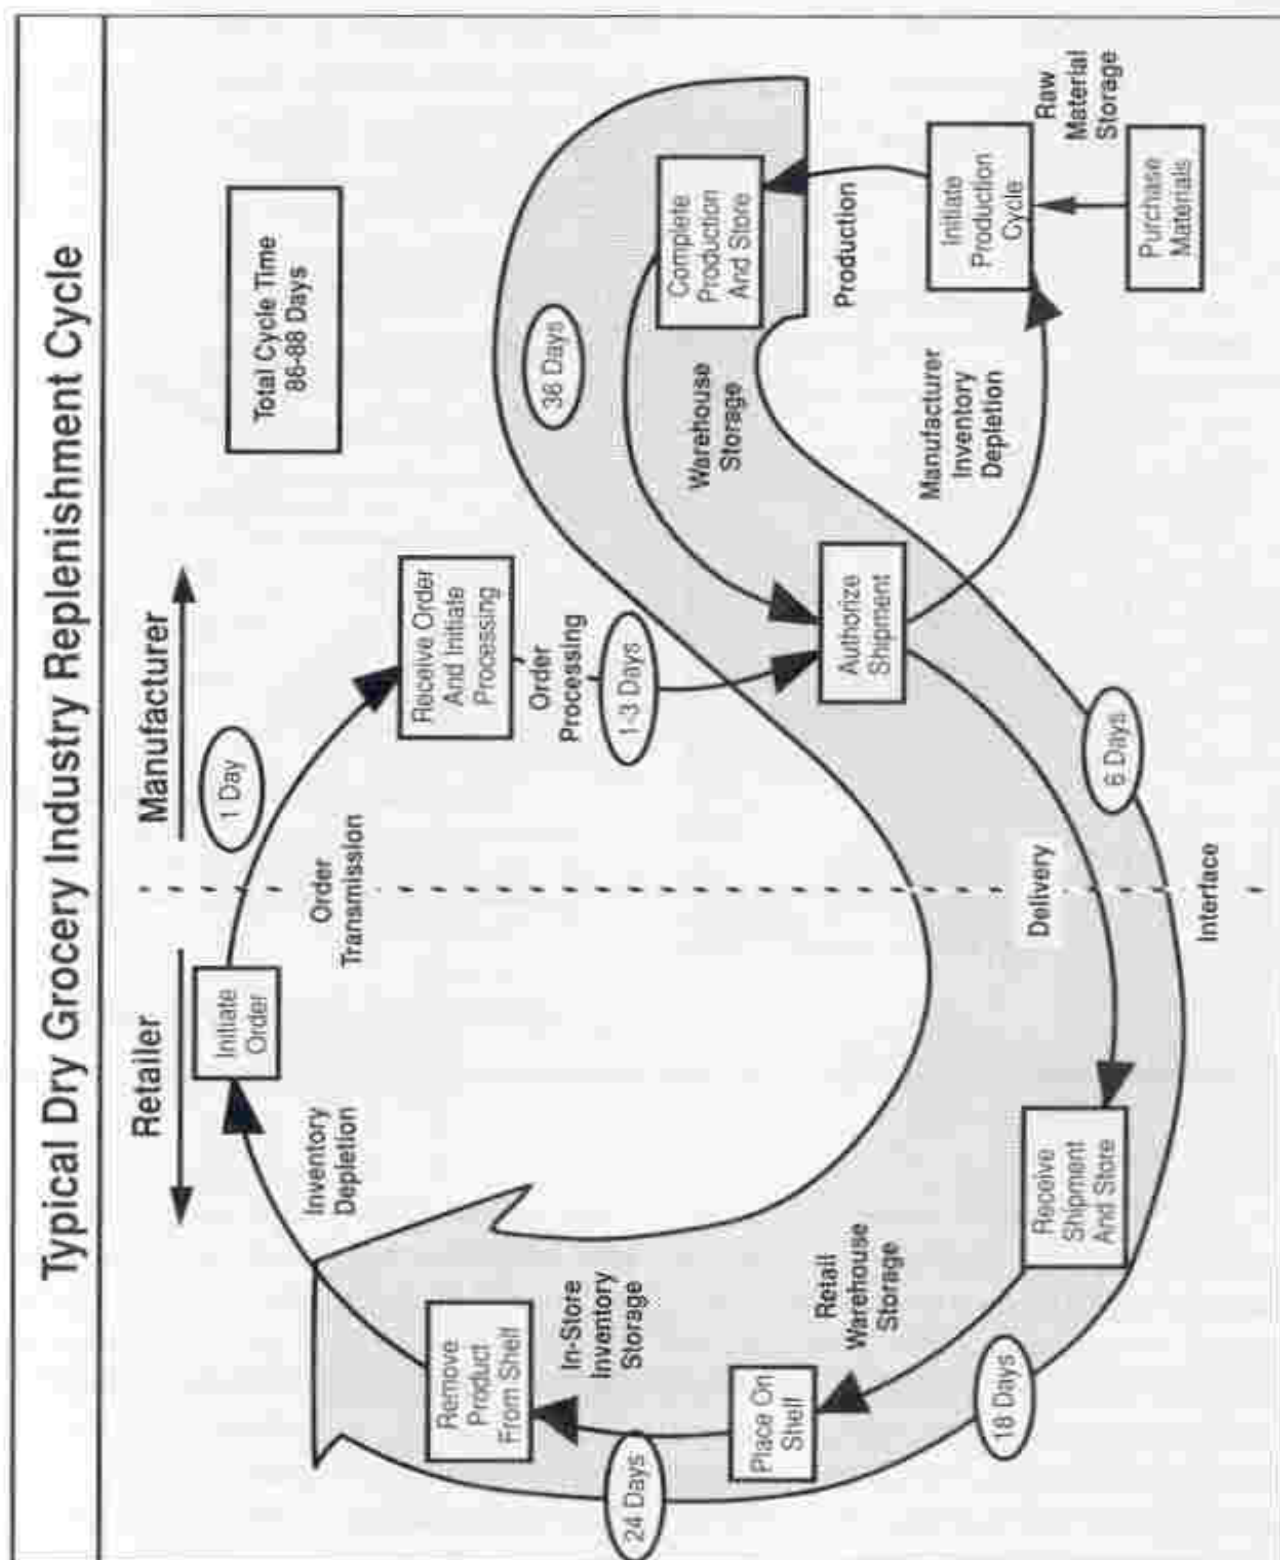 Typical Dry Grocery Industry Replenishment Cycle
Retailer
Manufacturer
Total Cycle Time
86-88 Days
Initiate
Order
1 Day
Order
Transmission
Inventory
Depletion
Receive Order
And Initiate
Processing
Order
Processing
1-3 Days
36 Days
Remove
Product
From Shelf
In-Store
Inventory
Storage
24 Days
Place On
Shelf
Retail
Warehouse
Storage
18 Days
Receive
Shipment
And Store
Delivery
Interface
6 Days
Authorize
Shipment
Warehouse
Storage
Complete
Production
And Store
Production
Manufacturer
Inventory
Depletion
Initiate
Production
Cycle
Raw
Material
Storage
Purchase
Materials